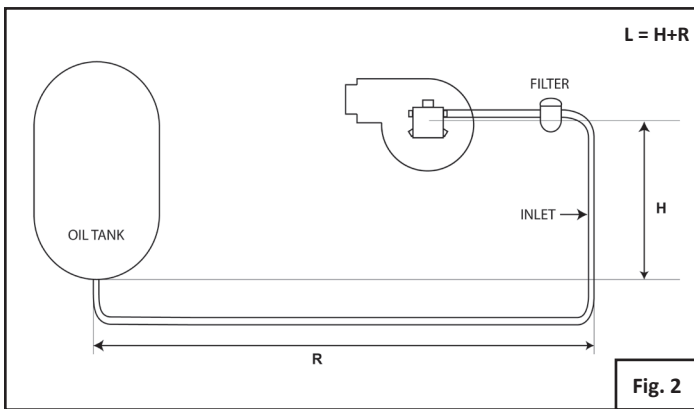 L = H+R
FILTER
INLET
H
OIL TANK
R
Fig. 2